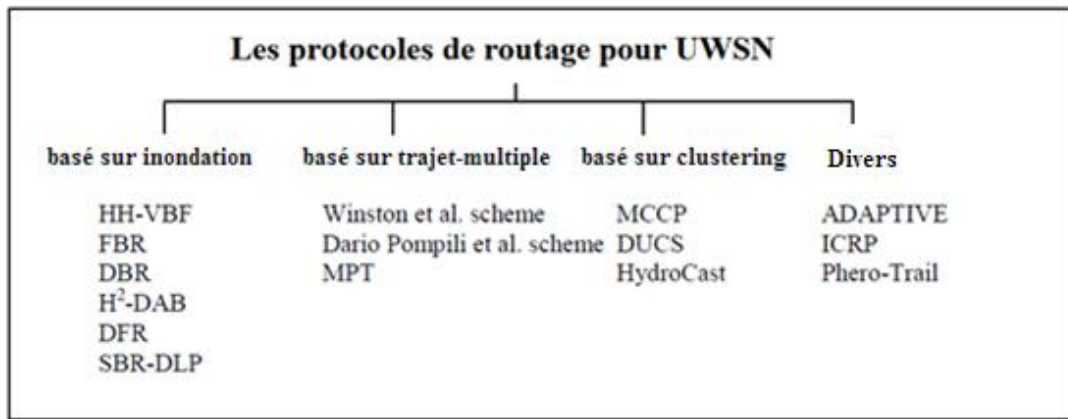 Les protocoles de routage pour UWSN
basé sur inondation
HH-VBF
FBR
DBR
H²-DAB
DFR
SBR-DLP
basé sur trajet-multiple
Winston et al. scheme
Dario Pompili et al. scheme
MPT
basé sur clustering
MCCP
DUCS
HydroCast
Divers
ADAPTIVE
ICRP
Phero-Trail